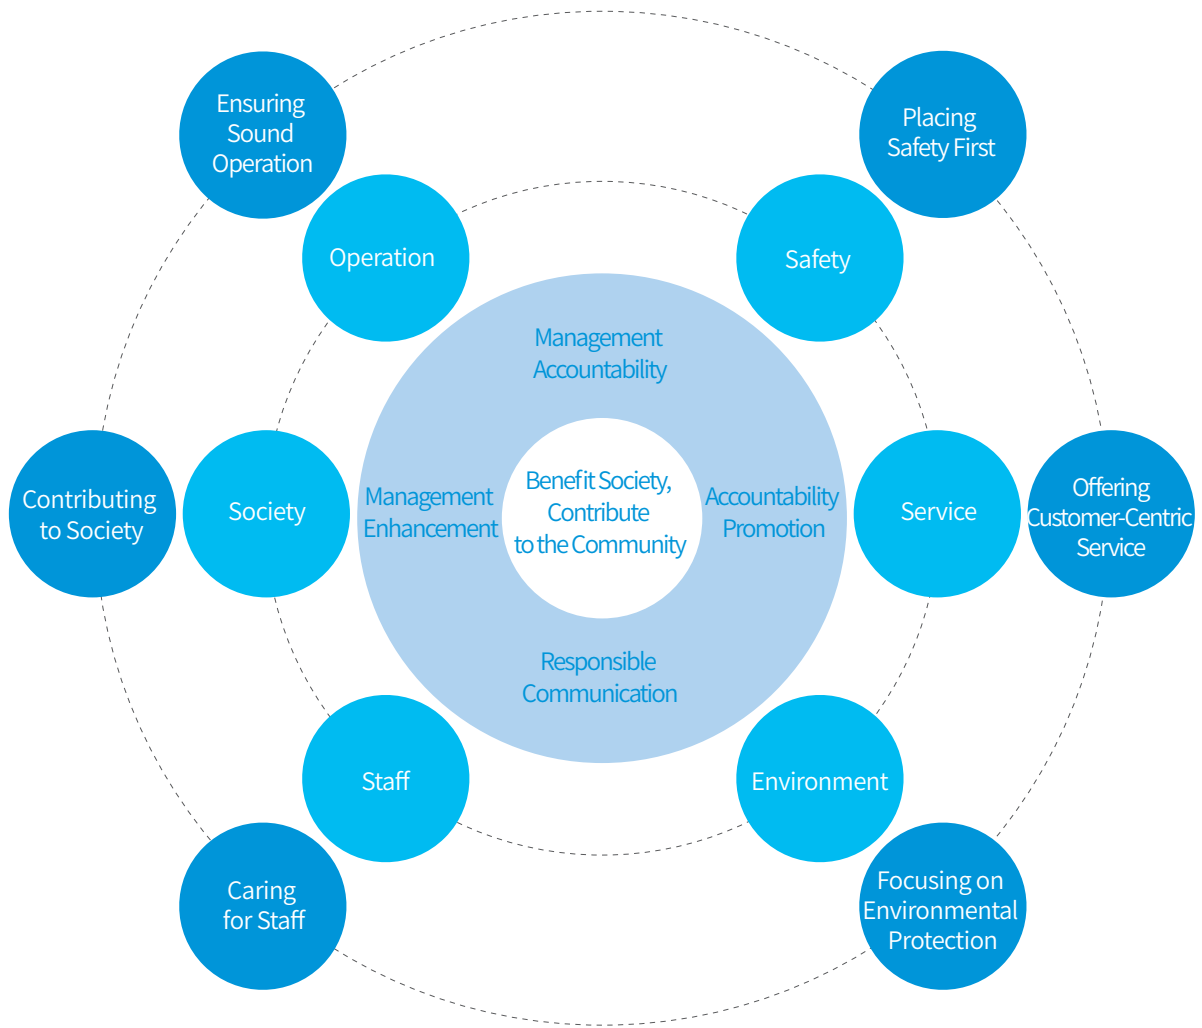 Ensuring
Sound
Operation
Placing
Safety First
Operation
Safety
Management
Accountability
Contributing
to Society
Society
Management
Enhancement
Benefit Society,
Contribute
to the Community
Accountability
Promotion
Service
Offering
Customer-Centric
Service
Responsible
Communication
Staff
Environment
Caring
for Staff
Focusing on
Environmental
Protection